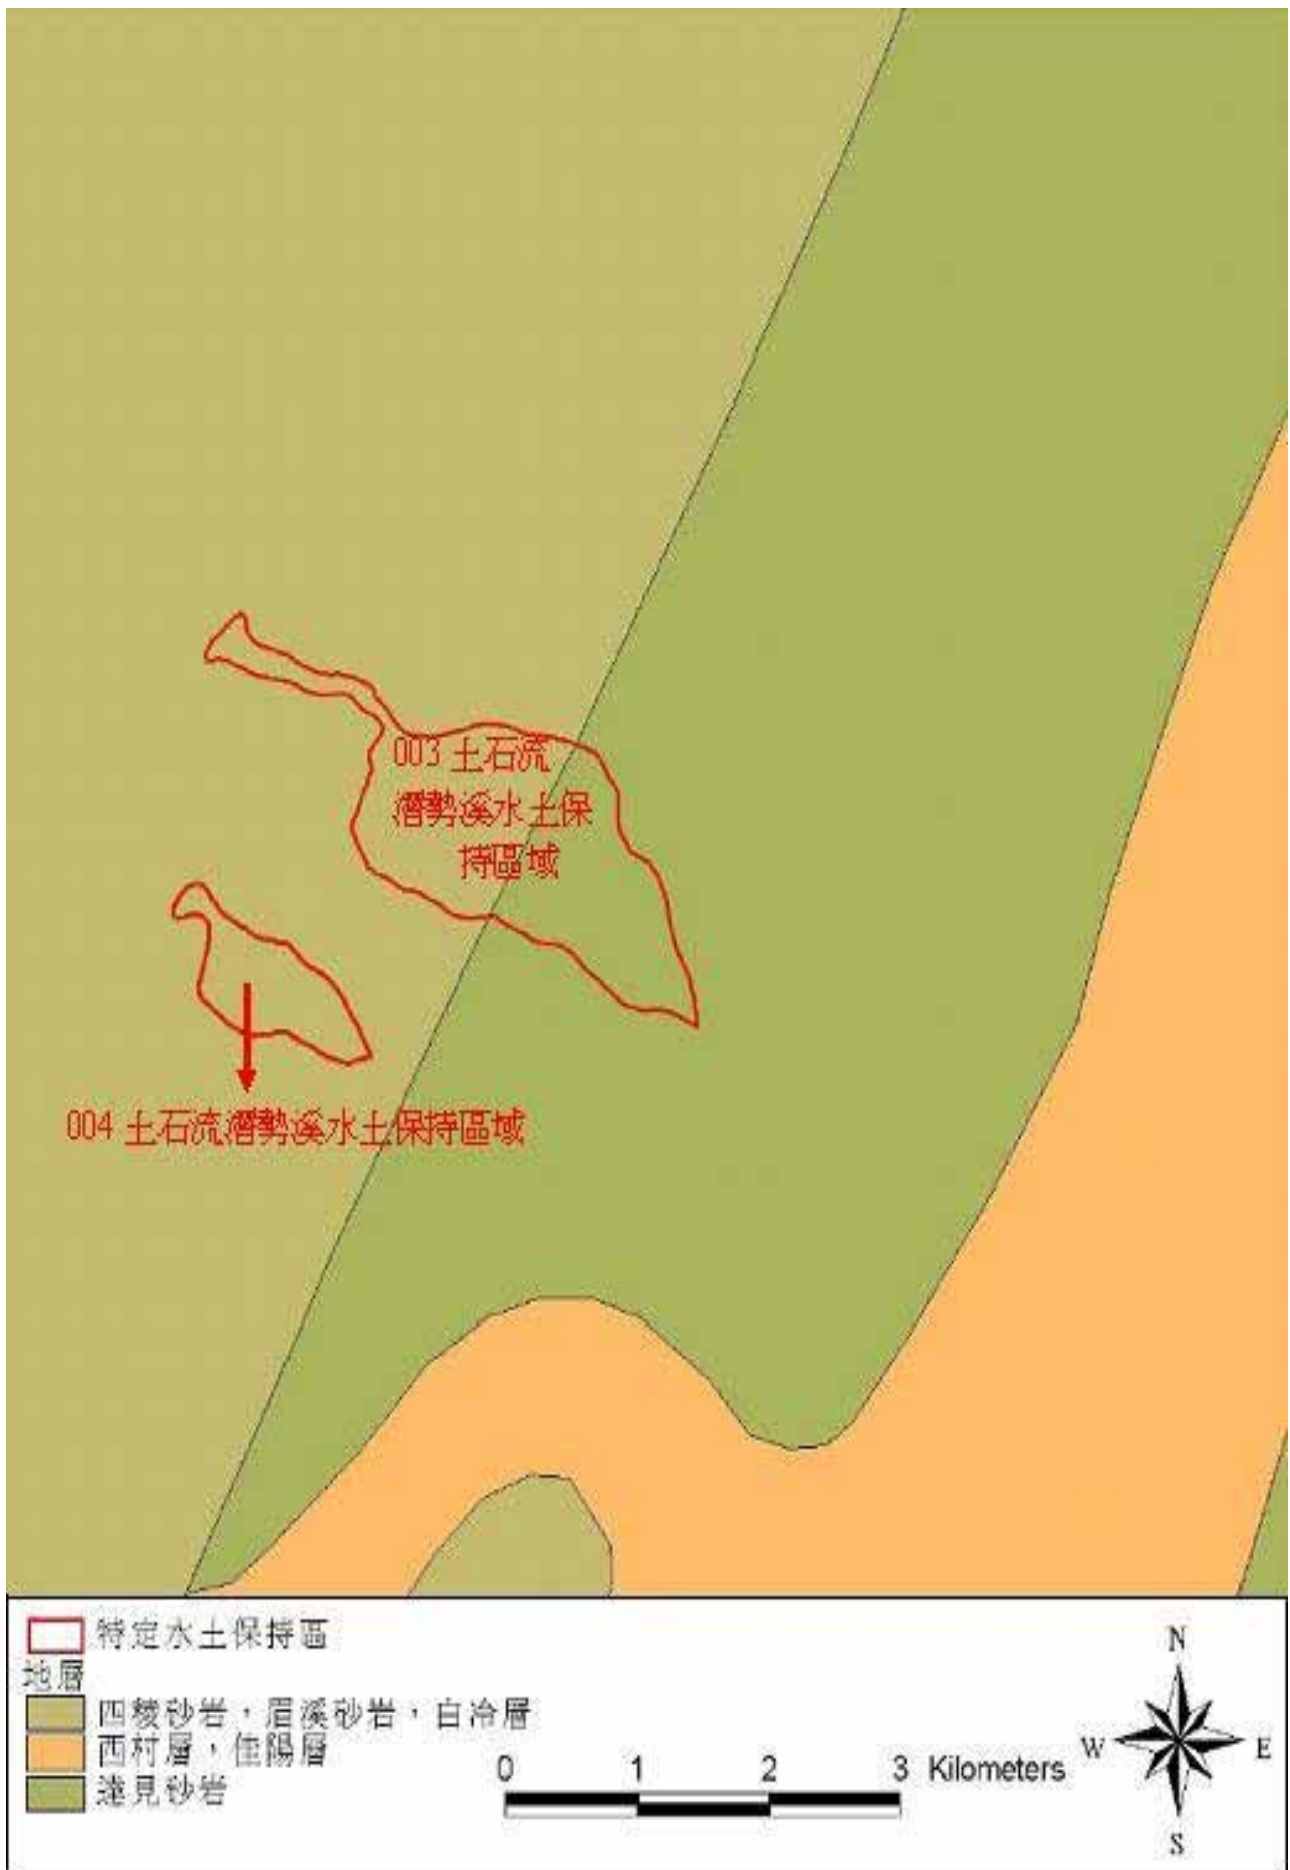 003 土石流
潛勢溪水土保
持區域
004 土石流潛勢溪水土保持區域
特定水土保持區
地層
四稜砂岩，眉溪砂岩，白冷層
西村層，佳陽層
達見砂岩
0 1 2 3 Kilometers
N
W E
S